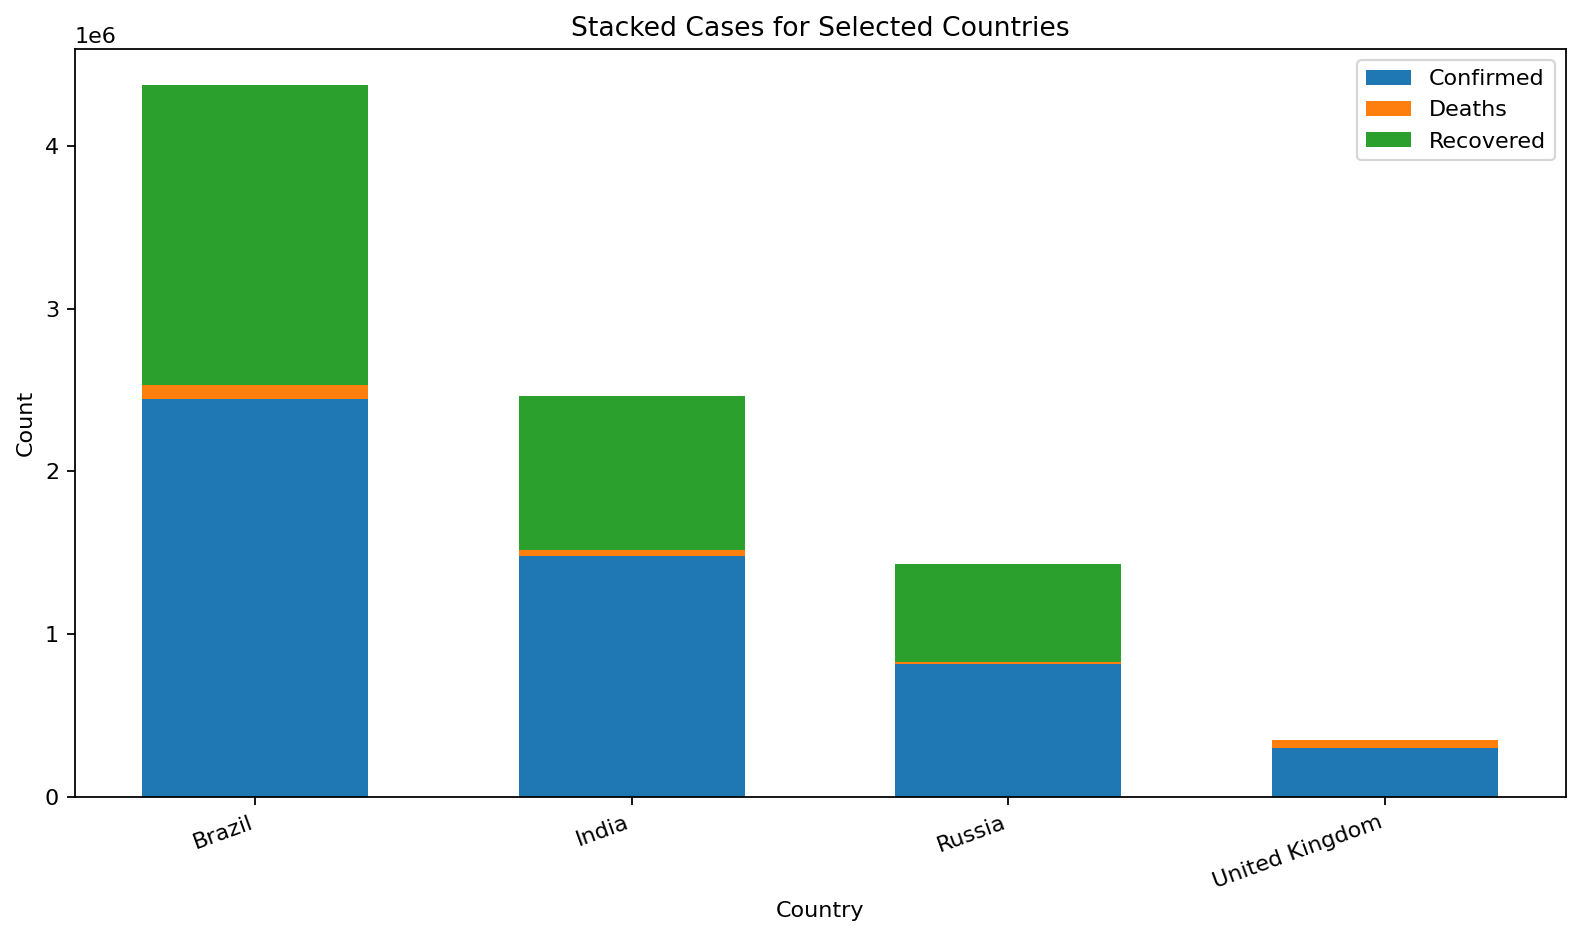 Stacked Cases for Selected Countries
1e6
Confirmed
Deaths
Recovered
4
3
2
1
0
Count
Brazil
India
Russia
United Kingdom
Country